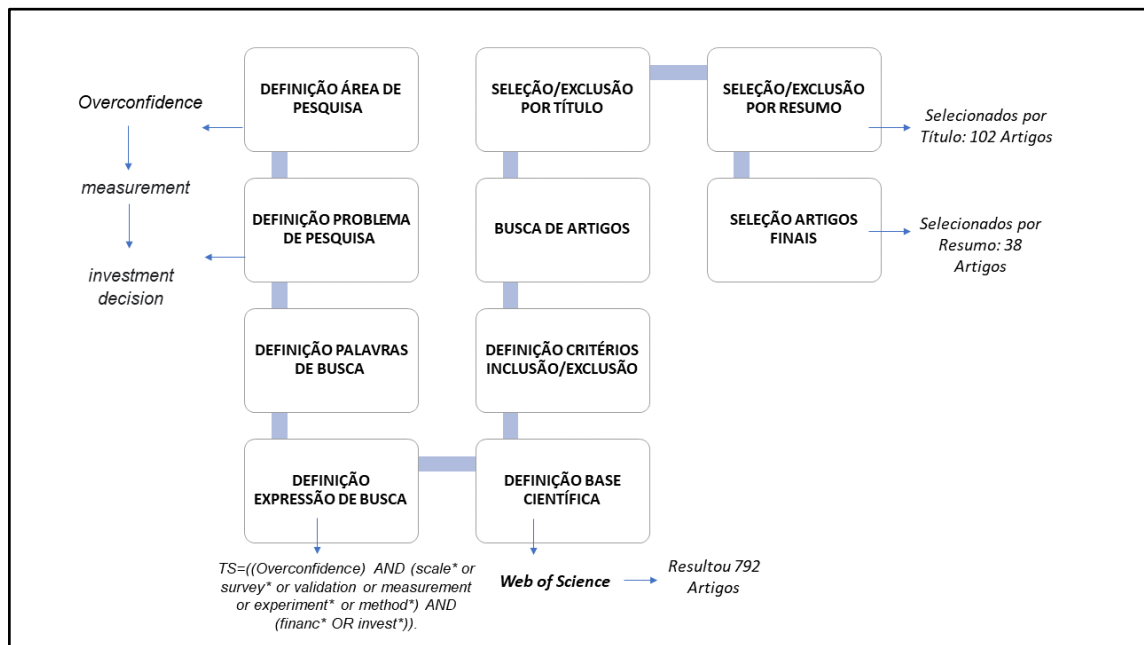 Overconfidence
measurement
investment
decision
DEFINIÇÃO ÁREA DE
PESQUISA
DEFINIÇÃO PROBLEMA
DE PESQUISA
DEFINIÇÃO PALAVRAS
DE BUSCA
DEFINIÇÃO
EXPRESSÃO DE BUSCA
TS=((Overconfidence) AND (scale* or
survey* or validation or measurement
or experiment* or method*) AND
(financ* OR invest*)).
SELEÇÃO/EXCLUSÃO
POR TÍTULO
BUSCA DE ARTIGOS
DEFINIÇÃO CRITÉRIOS
INCLUSÃO/EXCLUSÃO
DEFINIÇÃO BASE
CIENTÍFICA
Web of Science
Resultou 792
Artigos
SELEÇÃO/EXCLUSÃO
POR RESUMO
Selecionados por
Título: 102 Artigos
SELEÇÃO ARTIGOS
FINAIS
Selecionados por
Resumo: 38
Artigos